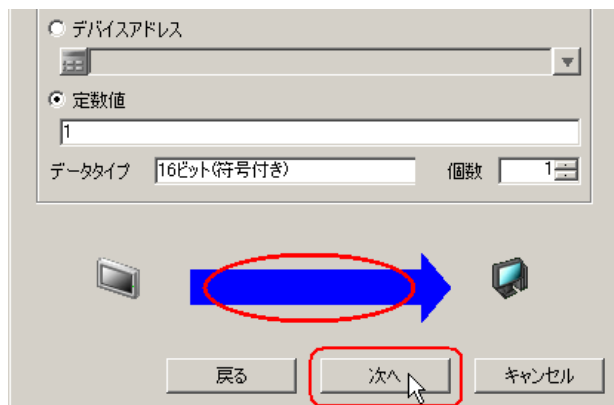 デバイスアドレス
定数値
1
データタイプ 16ビット(符号付き) 個数 1
戻る 次へ キャンセル